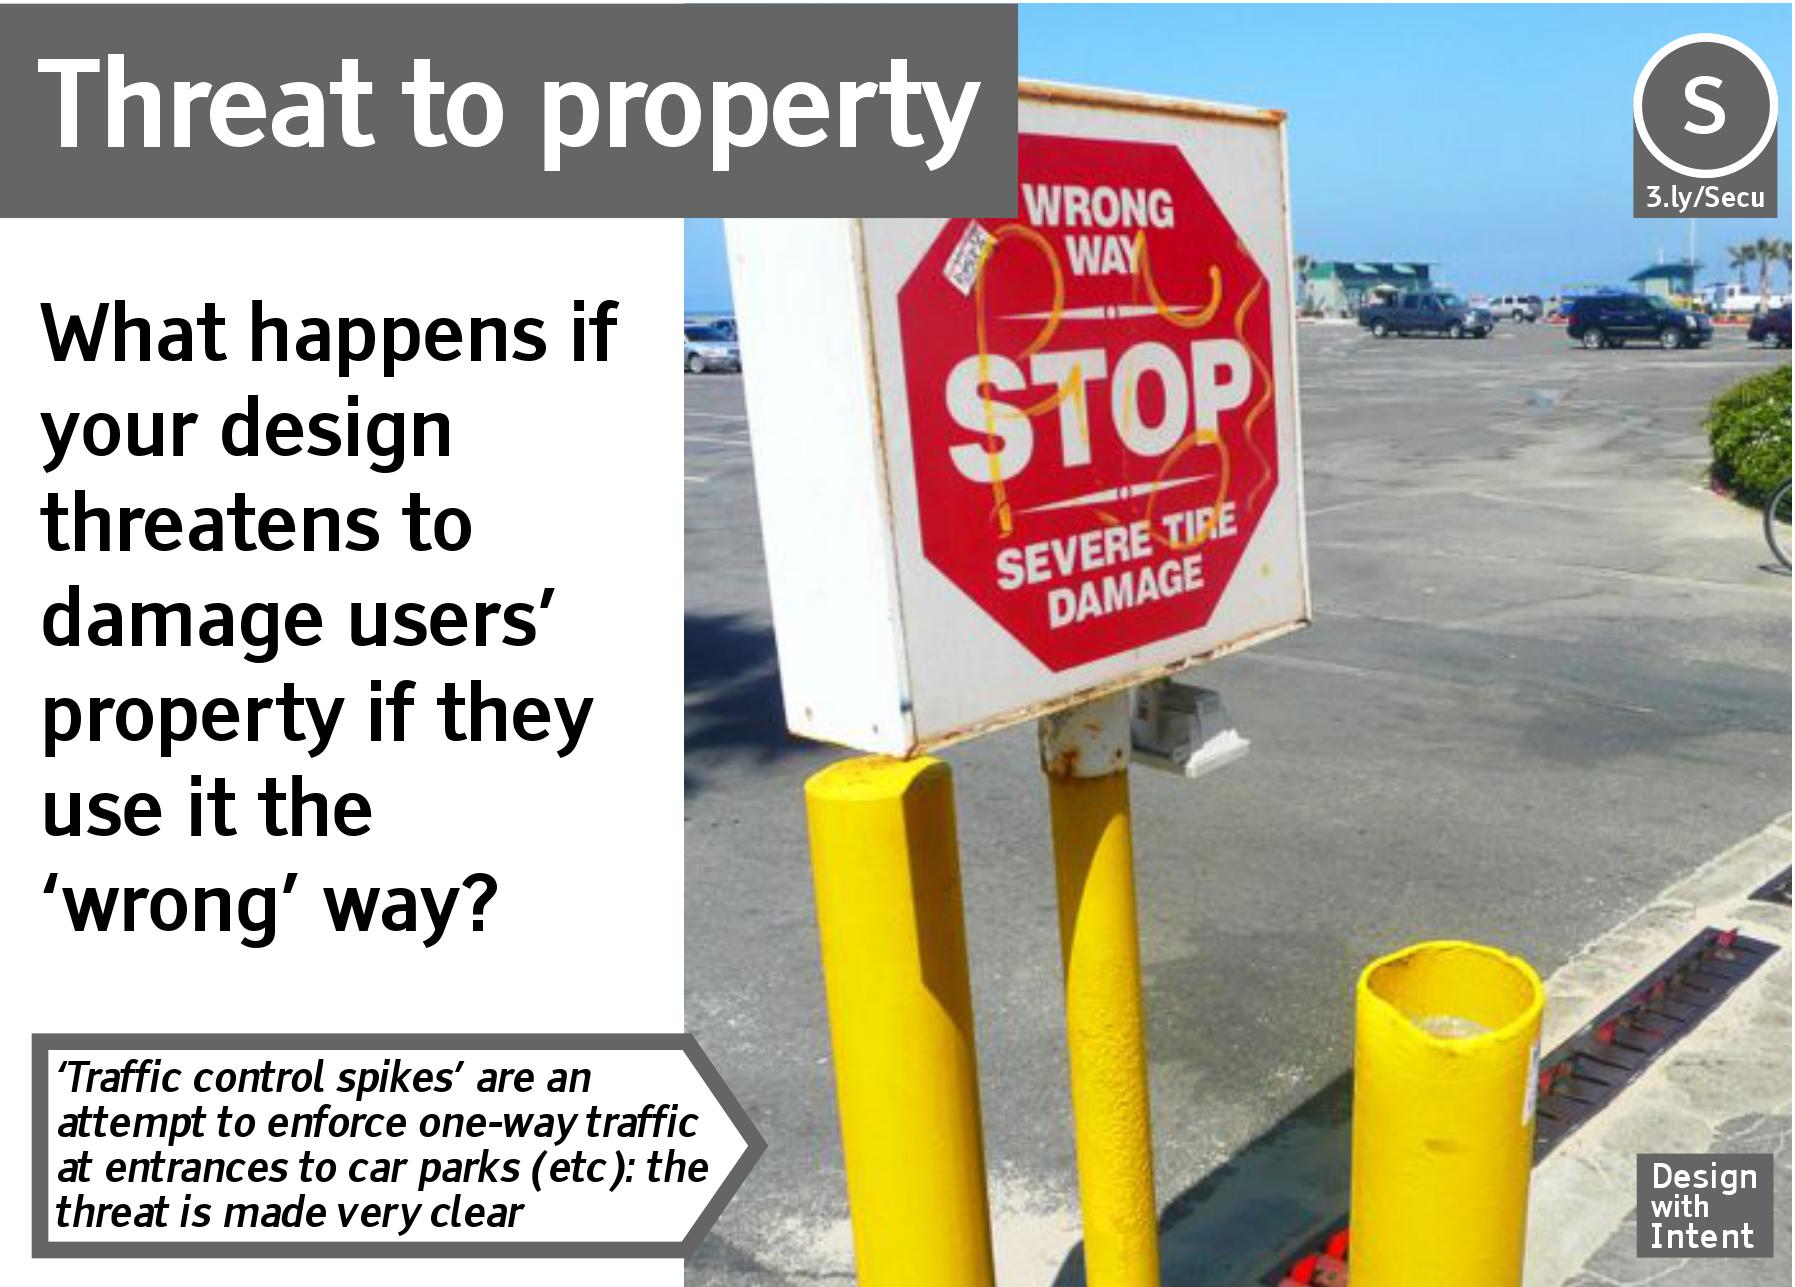 Threat to property
S
3.ly/Secu
What happens if
your design
threatens to
damage users’
property if they
use it the
‘wrong’ way?
WRONG
WAY
STOP
SEVERE TIRE
DAMAGE
‘Traffic control spikes’ are an
attempt to enforce one-way traffic
at entrances to car parks (etc): the
threat is made very clear
Design
with
Intent